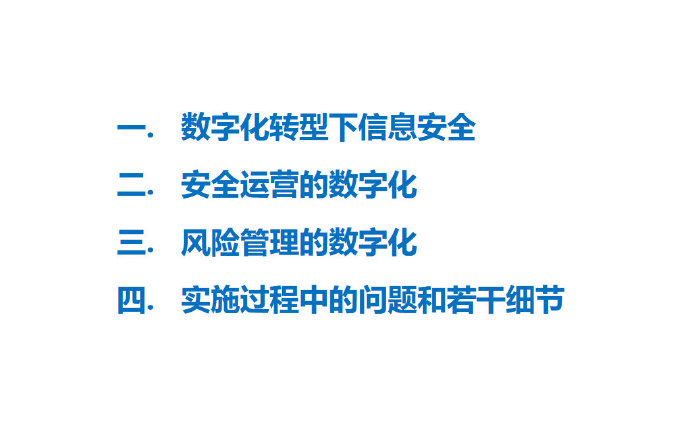 一. 数字化转型下信息安全
二. 安全运营的数字化
三. 风险管理的数字化
四. 实施过程中的问题和若干细节